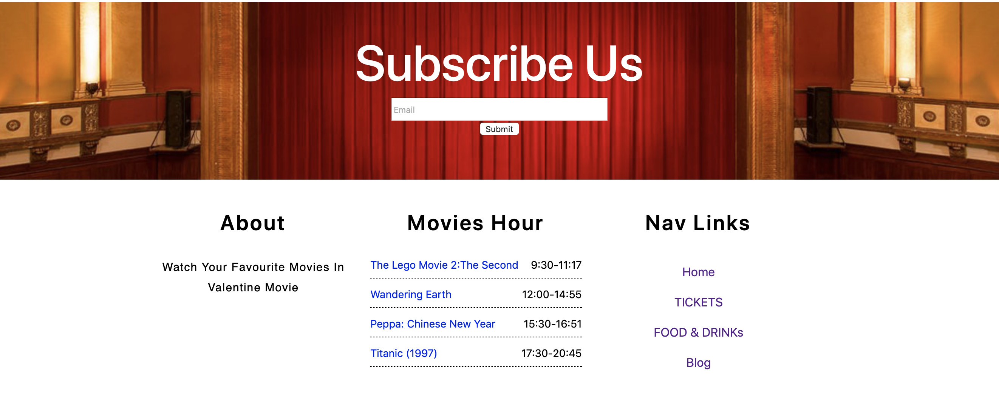 Subscribe Us
Email
Submit
About
Watch Your Favourite Movies In
Valentine Movie
Movies Hour
The Lego Movie 2:The Second 9:30-11:17
Wandering Earth 12:00-14:55
Peppa: Chinese New Year 15:30-16:51
Titanic (1997) 17:30-20:45
Nav Links
Home
TICKETS
FOOD & DRINKs
Blog